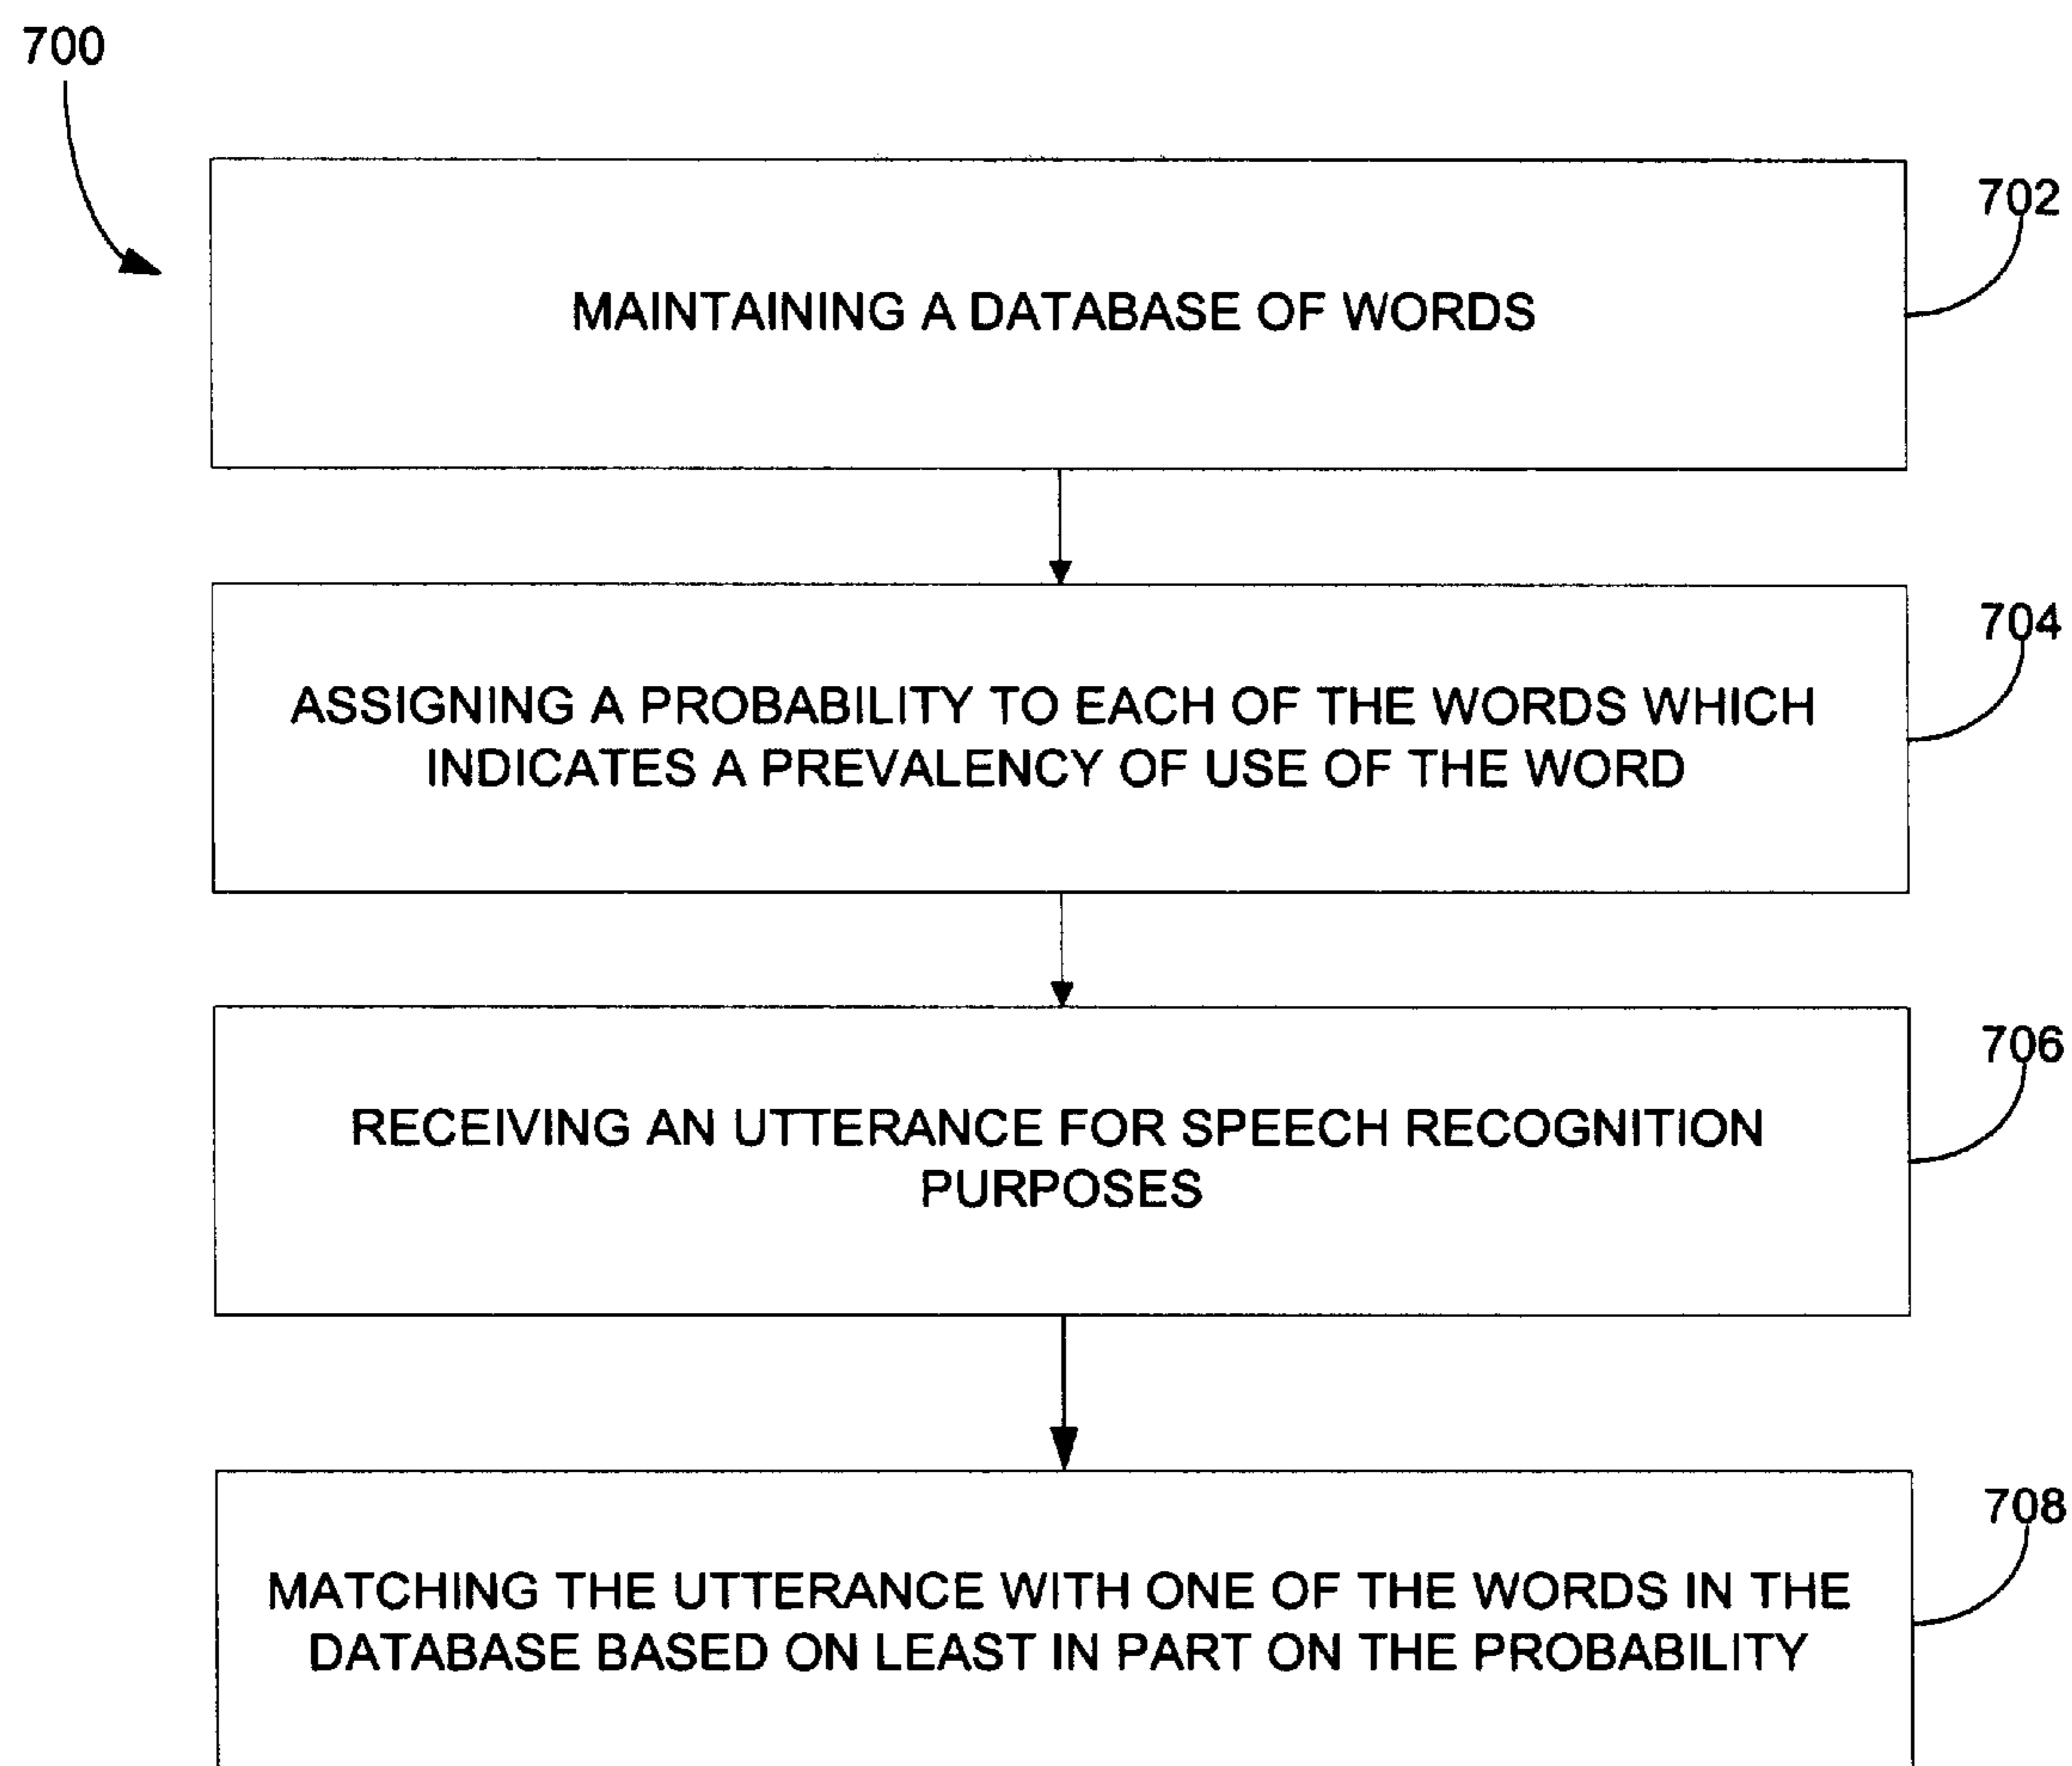 700
702
MAINTAINING A DATABASE OF WORDS
704
ASSIGNING A PROBABILITY TO EACH OF THE WORDS WHICH
INDICATES A PREVALENCY OF USE OF THE WORD
706
RECEIVING AN UTTERANCE FOR SPEECH RECOGNITION
PURPOSES
708
MATCHING THE UTTERANCE WITH ONE OF THE WORDS IN THE
DATABASE BASED ON LEAST IN PART ON THE PROBABILITY